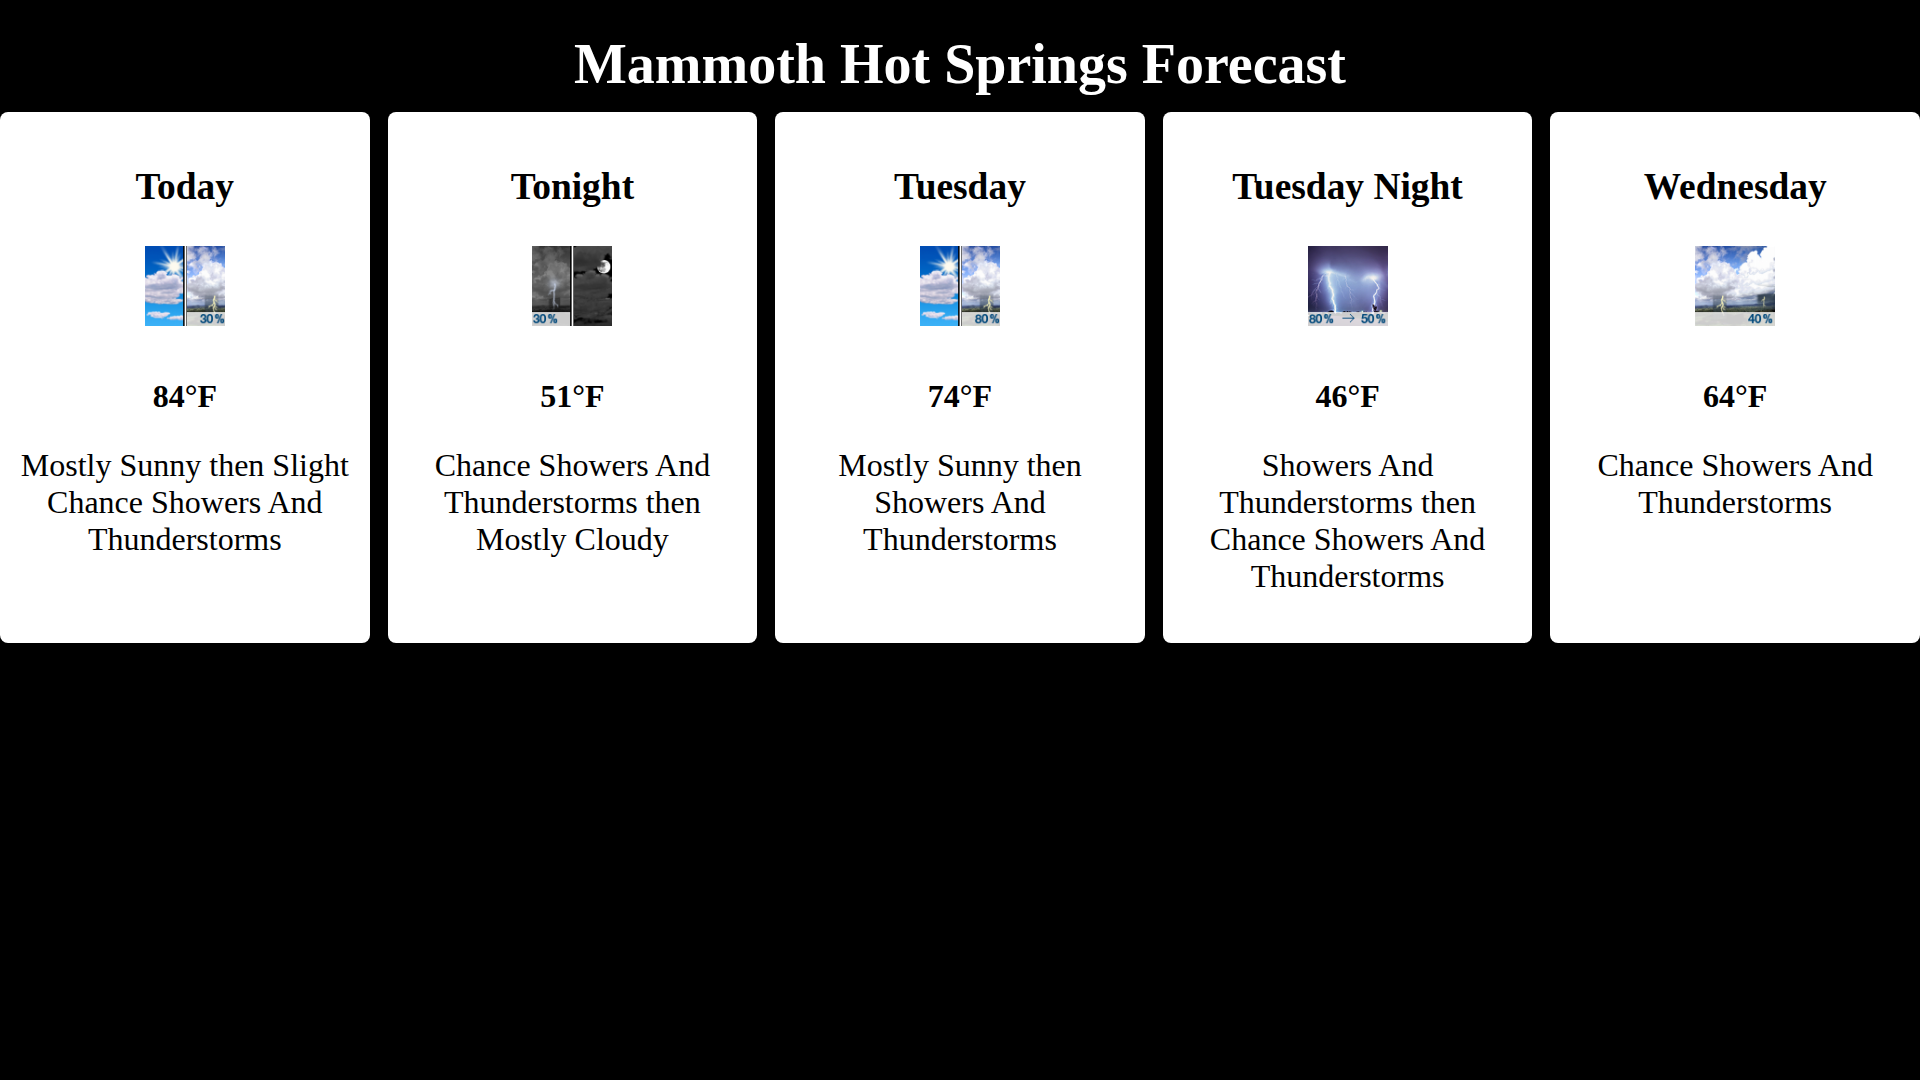 Mammoth Hot Springs Forecast
Today
30%
84°F
Mostly Sunny then Slight
Chance Showers And
Thunderstorms
Tonight
30%
51°F
Chance Showers And
Thunderstorms then
Mostly Cloudy
Tuesday
80%
74°F
Mostly Sunny then
Showers And
Thunderstorms
Tuesday Night
80% → 50%
46°F
Showers And
Thunderstorms then
Chance Showers And
Thunderstorms
Wednesday
40%
64°F
Chance Showers And
Thunderstorms